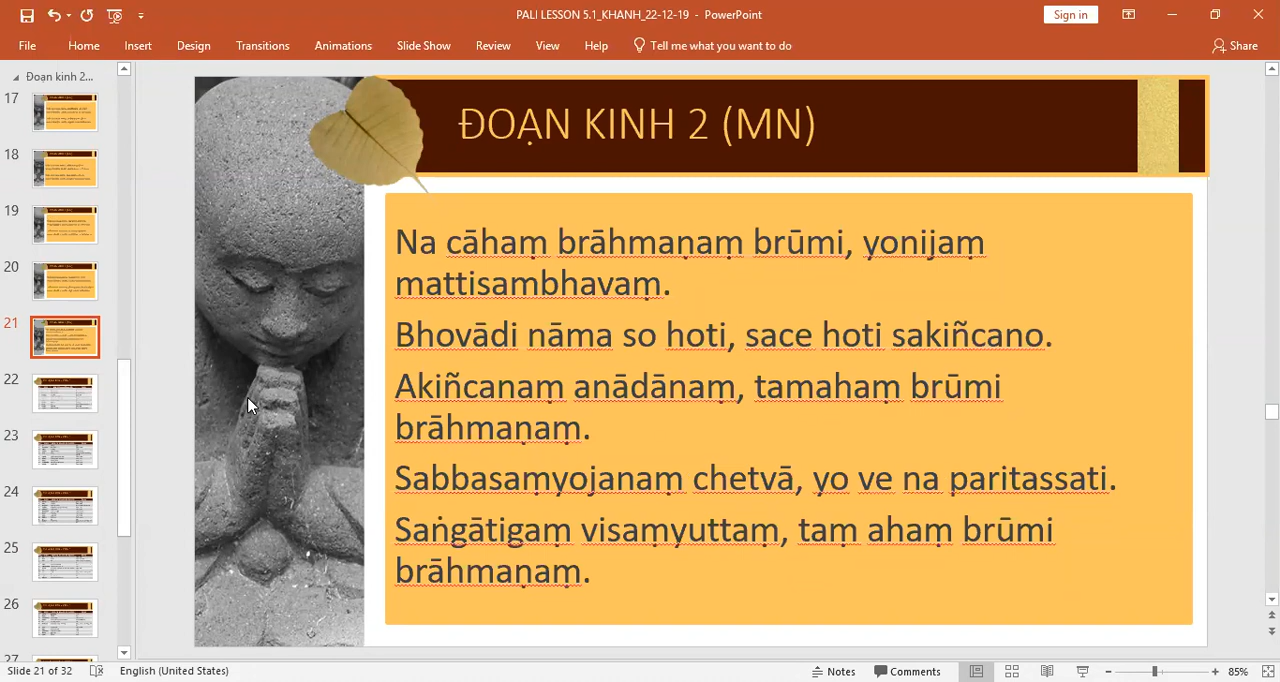 PALI LESSON 5.1_KHANH_22-12-19 - PowerPoint
Sign in
File Home Insert Design Transitions Animations Slide Show Review View Help Tell me what you want to do Share
Đoạn kinh 2...
17
18
19
20
21
22
23
24
25
26
27
ĐOẠN KINH 2 (MN)
Na cāhaṃ brāhmaṇaṃ brūmi, yonijaṃ
mattisambhavaṃ.
Bhovādi nāma so hoti, sace hoti sakiñcano.
Akiñcanaṃ anādānaṃ, tamahaṃ brūmi
brāhmaṇaṃ.
Sabbasaṃyojanaṃ chetvā, yo ve na paritassati.
Saṅgātigaṃ visaṃyuttaṃ, taṃ ahaṃ brūmi
brāhmaṇaṃ.
Slide 21 of 32 English (United States) Notes Comments 85%